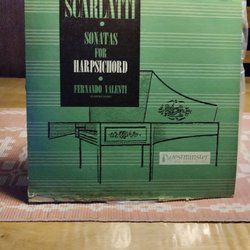 SCARLATTI
SONATAS
FOR
HARPSICHORD
FERNANDO VALENTI
Westminster